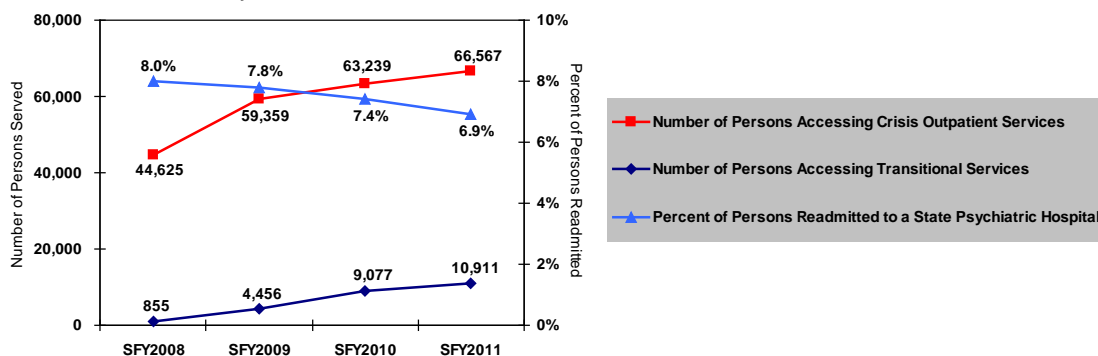 80,000
60,000
40,000
20,000
0
Number of Persons Served
10%
8%
6%
4%
2%
0%
Percent of Persons Readmitted
8.0%
7.8%
7.4%
6.9%
44,625
59,359
63,239
66,567
855
4,456
9,077
10,911
SFY2008
SFY2009
SFY2010
SFY2011
Number of Persons Accessing Crisis Outpatient Services
Number of Persons Accessing Transitional Services
Percent of Persons Readmitted to a State Psychiatric Hospital